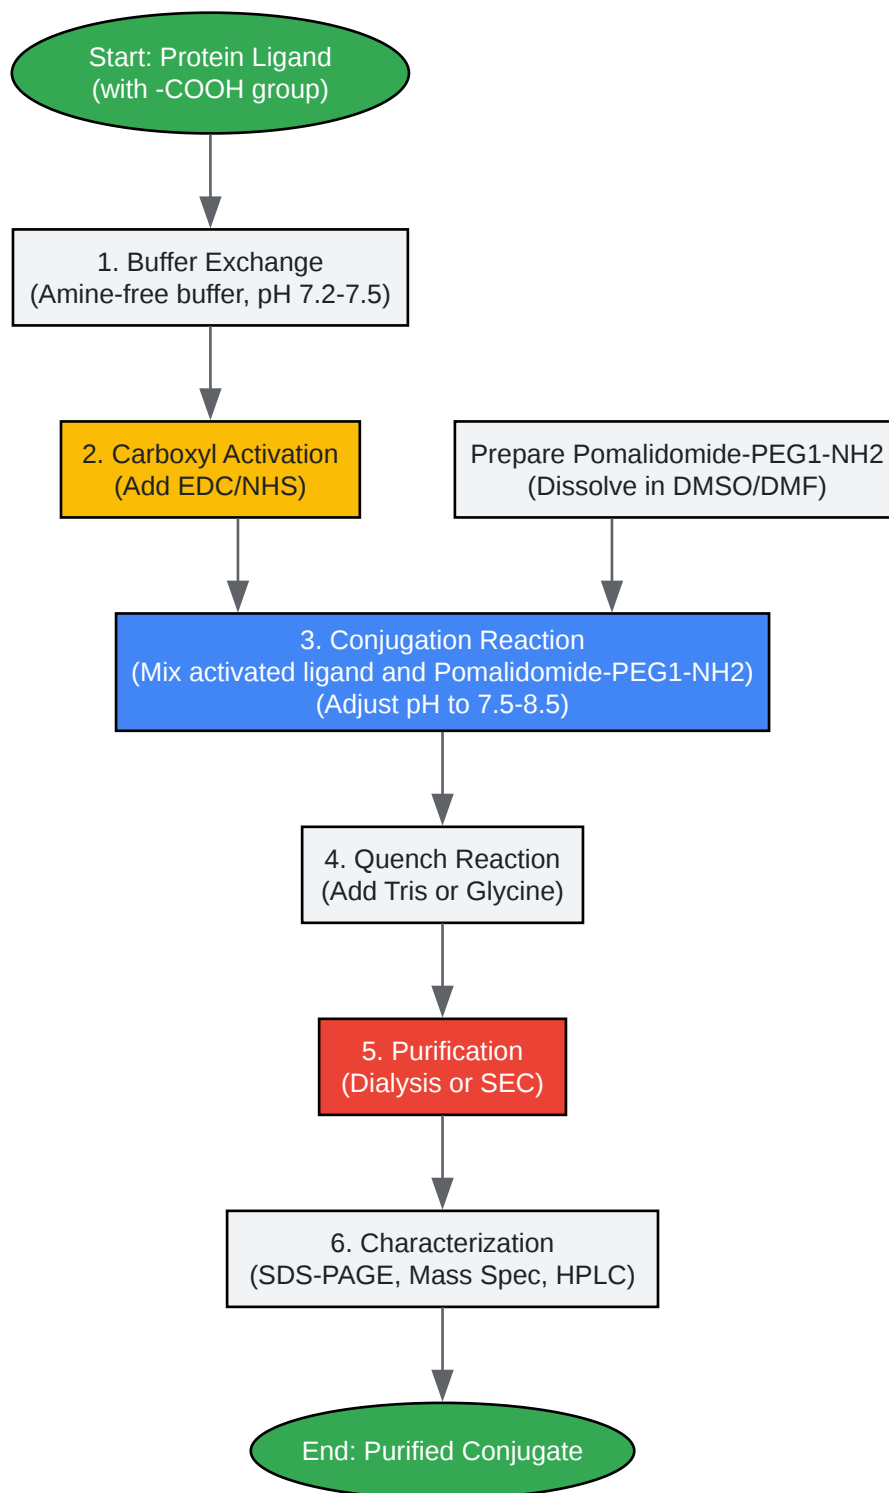 Start: Protein Ligand
(with -COOH group)
1. Buffer Exchange
(Amine-free buffer, pH 7.2-7.5)
2. Carboxyl Activation
(Add EDC/NHS)
Prepare Pomalidomide-PEG1-NH2
(Dissolve in DMSO/DMF)
3. Conjugation Reaction
(Mix activated ligand and Pomalidomide-PEG1-NH2)
(Adjust pH to 7.5-8.5)
4. Quench Reaction
(Add Tris or Glycine)
5. Purification
(Dialysis or SEC)
6. Characterization
(SDS-PAGE, Mass Spec, HPLC)
End: Purified Conjugate